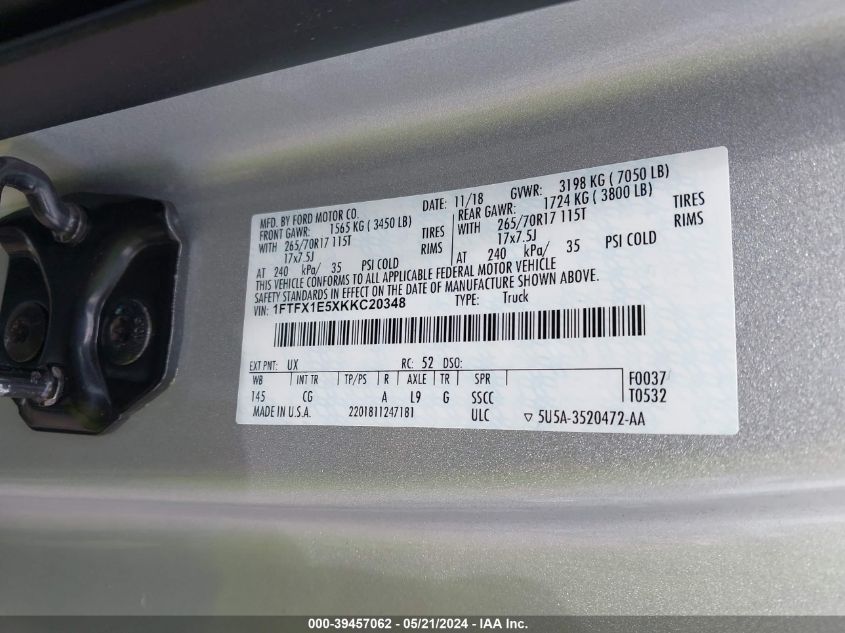 MFD. BY FORD MOTOR CO. DATE: 11/18 GVWR: 3198 KG ( 7050 LB)
FRONT GAWR: 1565 KG ( 3450 LB) REAR GAWR: 1724 KG ( 3800 LB)
WITH 265/70R17 115T TIRES WITH 265/70R17 115T TIRES
17x7.5J RIMS 17x7.5J RIMS
AT 240 kPa/ 35 PSI COLD AT 240 kPa/ 35 PSI COLD
THIS VEHICLE CONFORMS TO ALL APPLICABLE FEDERAL MOTOR VEHICLE
SAFETY STANDARDS IN EFFECT ON THE DATE OF MANUFACTURE SHOWN ABOVE.
VIN: 1FTFX1E5XKKC20348 TYPE: Truck
EXT PNT: UX RC: 52 DSO:
WB INT TR TP/PS R AXLE TR SPR F0037/
145 CG A L9 G SSCC T0532
MADE IN U.S.A. 2201811247181 ULC ▽ 5U5A-3520472-AA
000-39457062 - 05/21/2024 - IAA Inc.